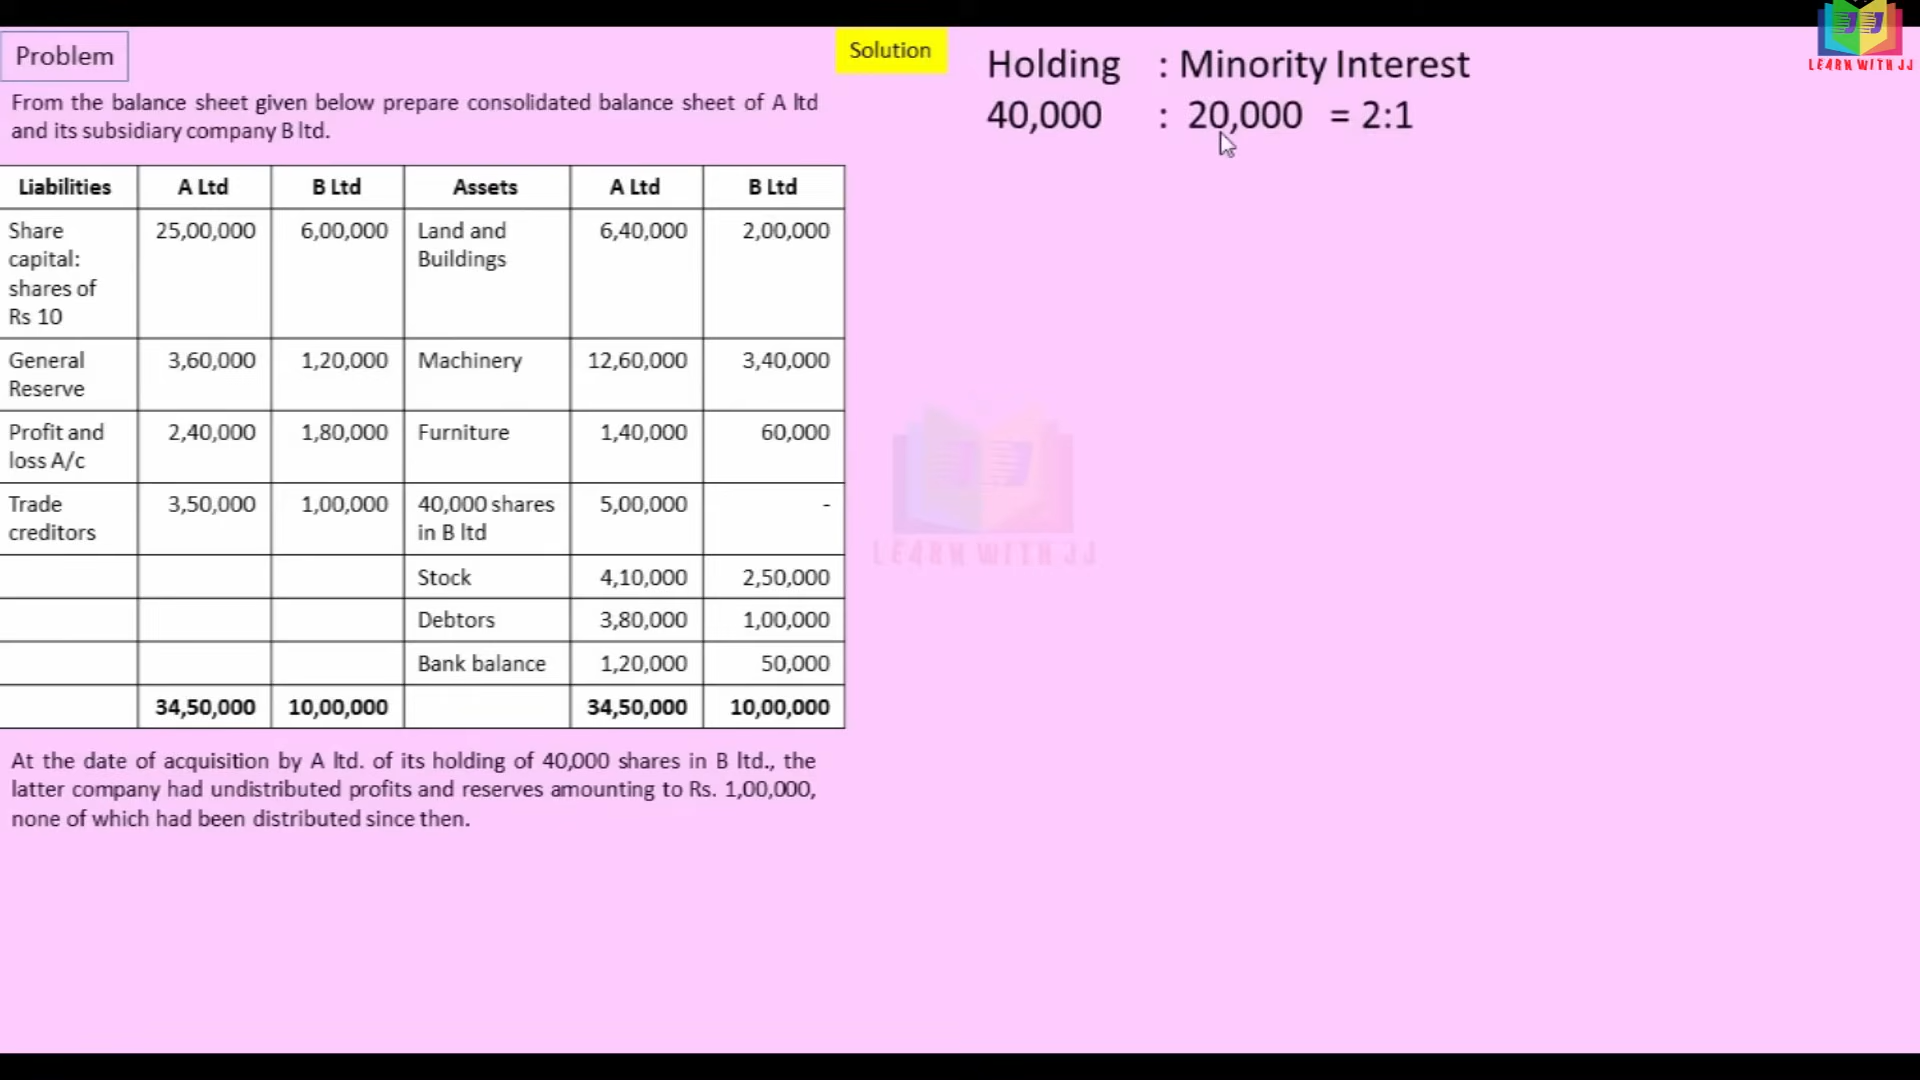 Problem
Solution
Holding : Minority Interest
40,000 : 20,000 = 2:1
LE4RN WITH JJ
From the balance sheet given below prepare consolidated balance sheet of A ltd
and its subsidiary company B ltd.
Liabilities A Ltd B Ltd Assets A Ltd B Ltd
Share capital: shares of Rs 10 25,00,000 6,00,000 Land and Buildings 6,40,000 2,00,000
General Reserve 3,60,000 1,20,000 Machinery 12,60,000 3,40,000
Profit and loss A/c 2,40,000 1,80,000 Furniture 1,40,000 60,000
Trade creditors 3,50,000 1,00,000 40,000 shares in B ltd 5,00,000 -
Stock 4,10,000 2,50,000
Debtors 3,80,000 1,00,000
Bank balance 1,20,000 50,000
34,50,000 10,00,000 34,50,000 10,00,000
At the date of acquisition by A ltd. of its holding of 40,000 shares in B ltd., the
latter company had undistributed profits and reserves amounting to Rs. 1,00,000,
none of which had been distributed since then.
LE4RN WITH JJ